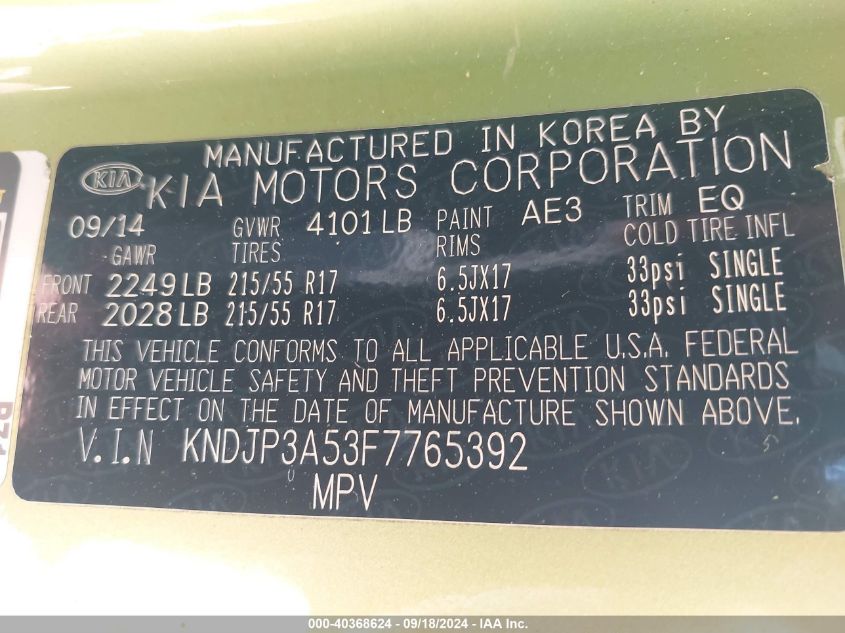 MANUFACTURED IN KOREA BY
KIA KIA MOTORS CORPORATION
09/14 GVWR 4101 LB PAINT AE3 TRIM EQ
GAWR TIRES RIMS COLD TIRE INFL
FRONT 2249 LB 215/55 R17 6.5JX17 33psi SINGLE
REAR 2028 LB 215/55 R17 6.5JX17 33psi SINGLE
THIS VEHICLE CONFORMS TO ALL APPLICABLE U.S.A. FEDERAL
MOTOR VEHICLE SAFETY AND THEFT PREVENTION STANDARDS
IN EFFECT ON THE DATE OF MANUFACTURE SHOWN ABOVE.
V.I.N KNDJP3A53F7765392
MPV
000-40368624 - 09/18/2024 - IAA Inc.